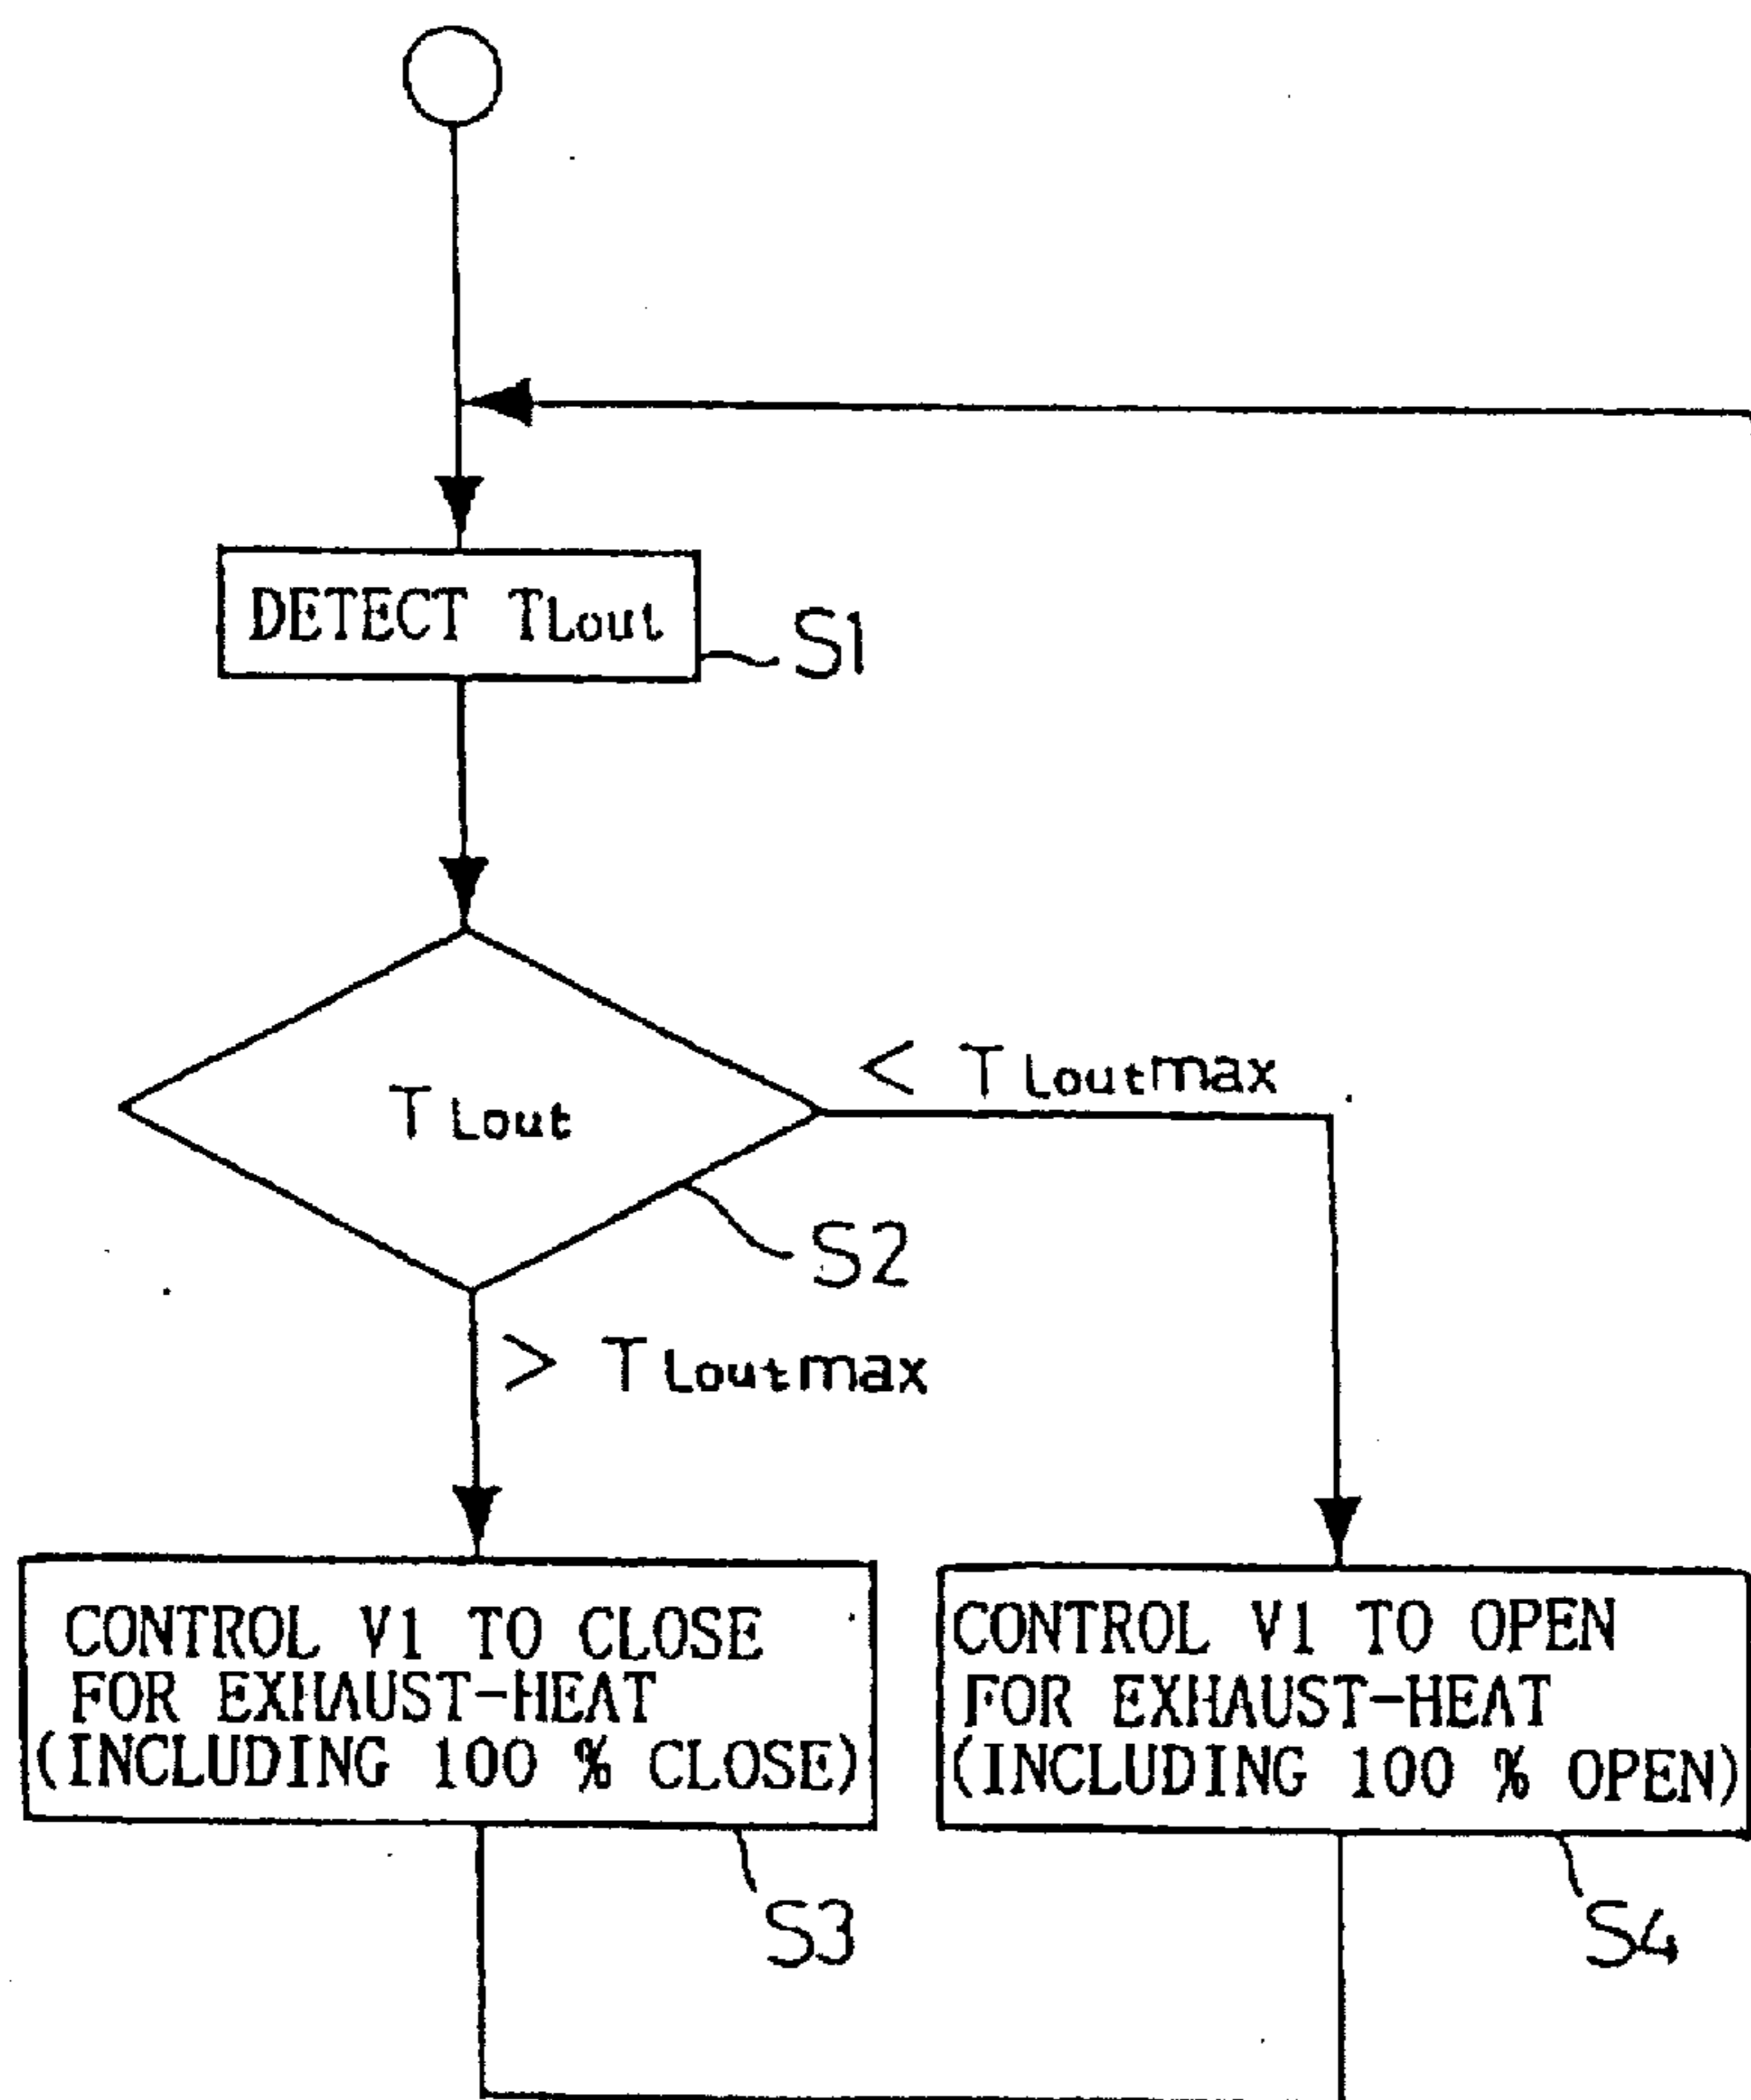 DETECT TLout
S1
TLout
< TLoutmax
S2
> TLoutmax
CONTROL V1 TO CLOSE
FOR EXHAUST-HEAT
(INCLUDING 100 % CLOSE)
S3
CONTROL V1 TO OPEN
FOR EXHAUST-HEAT
(INCLUDING 100 % OPEN)
S4